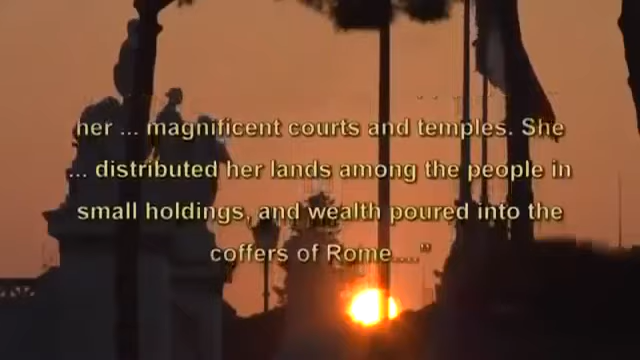 her ... magnificent courts and temples. She
... distributed her lands among the people in
small holdings, and wealth poured into the
coffers of Rome...."